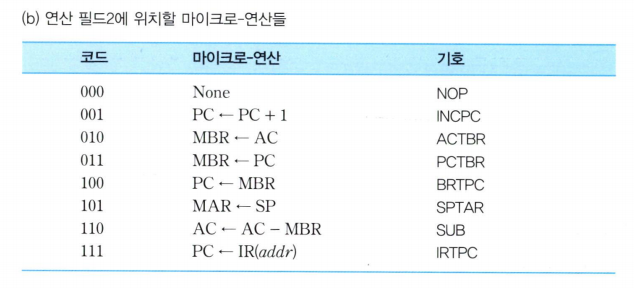 (b) 연산 필드2에 위치할 마이크로-연산들
코드 마이크로-연산 기호
000 None NOP
001 PC ← PC + 1 INCPC
010 MBR ← AC ACTBR
011 MBR ← PC PCTBR
100 PC ← MBR BRTPC
101 MAR ← SP SPTAR
110 AC ← AC − MBR SUB
111 PC ← IR(addr) IRTPC